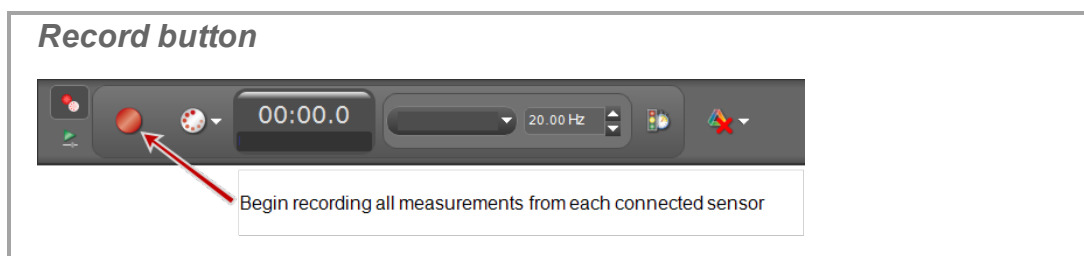 Record button
00:00.0
20.00 Hz
Begin recording all measurements from each connected sensor